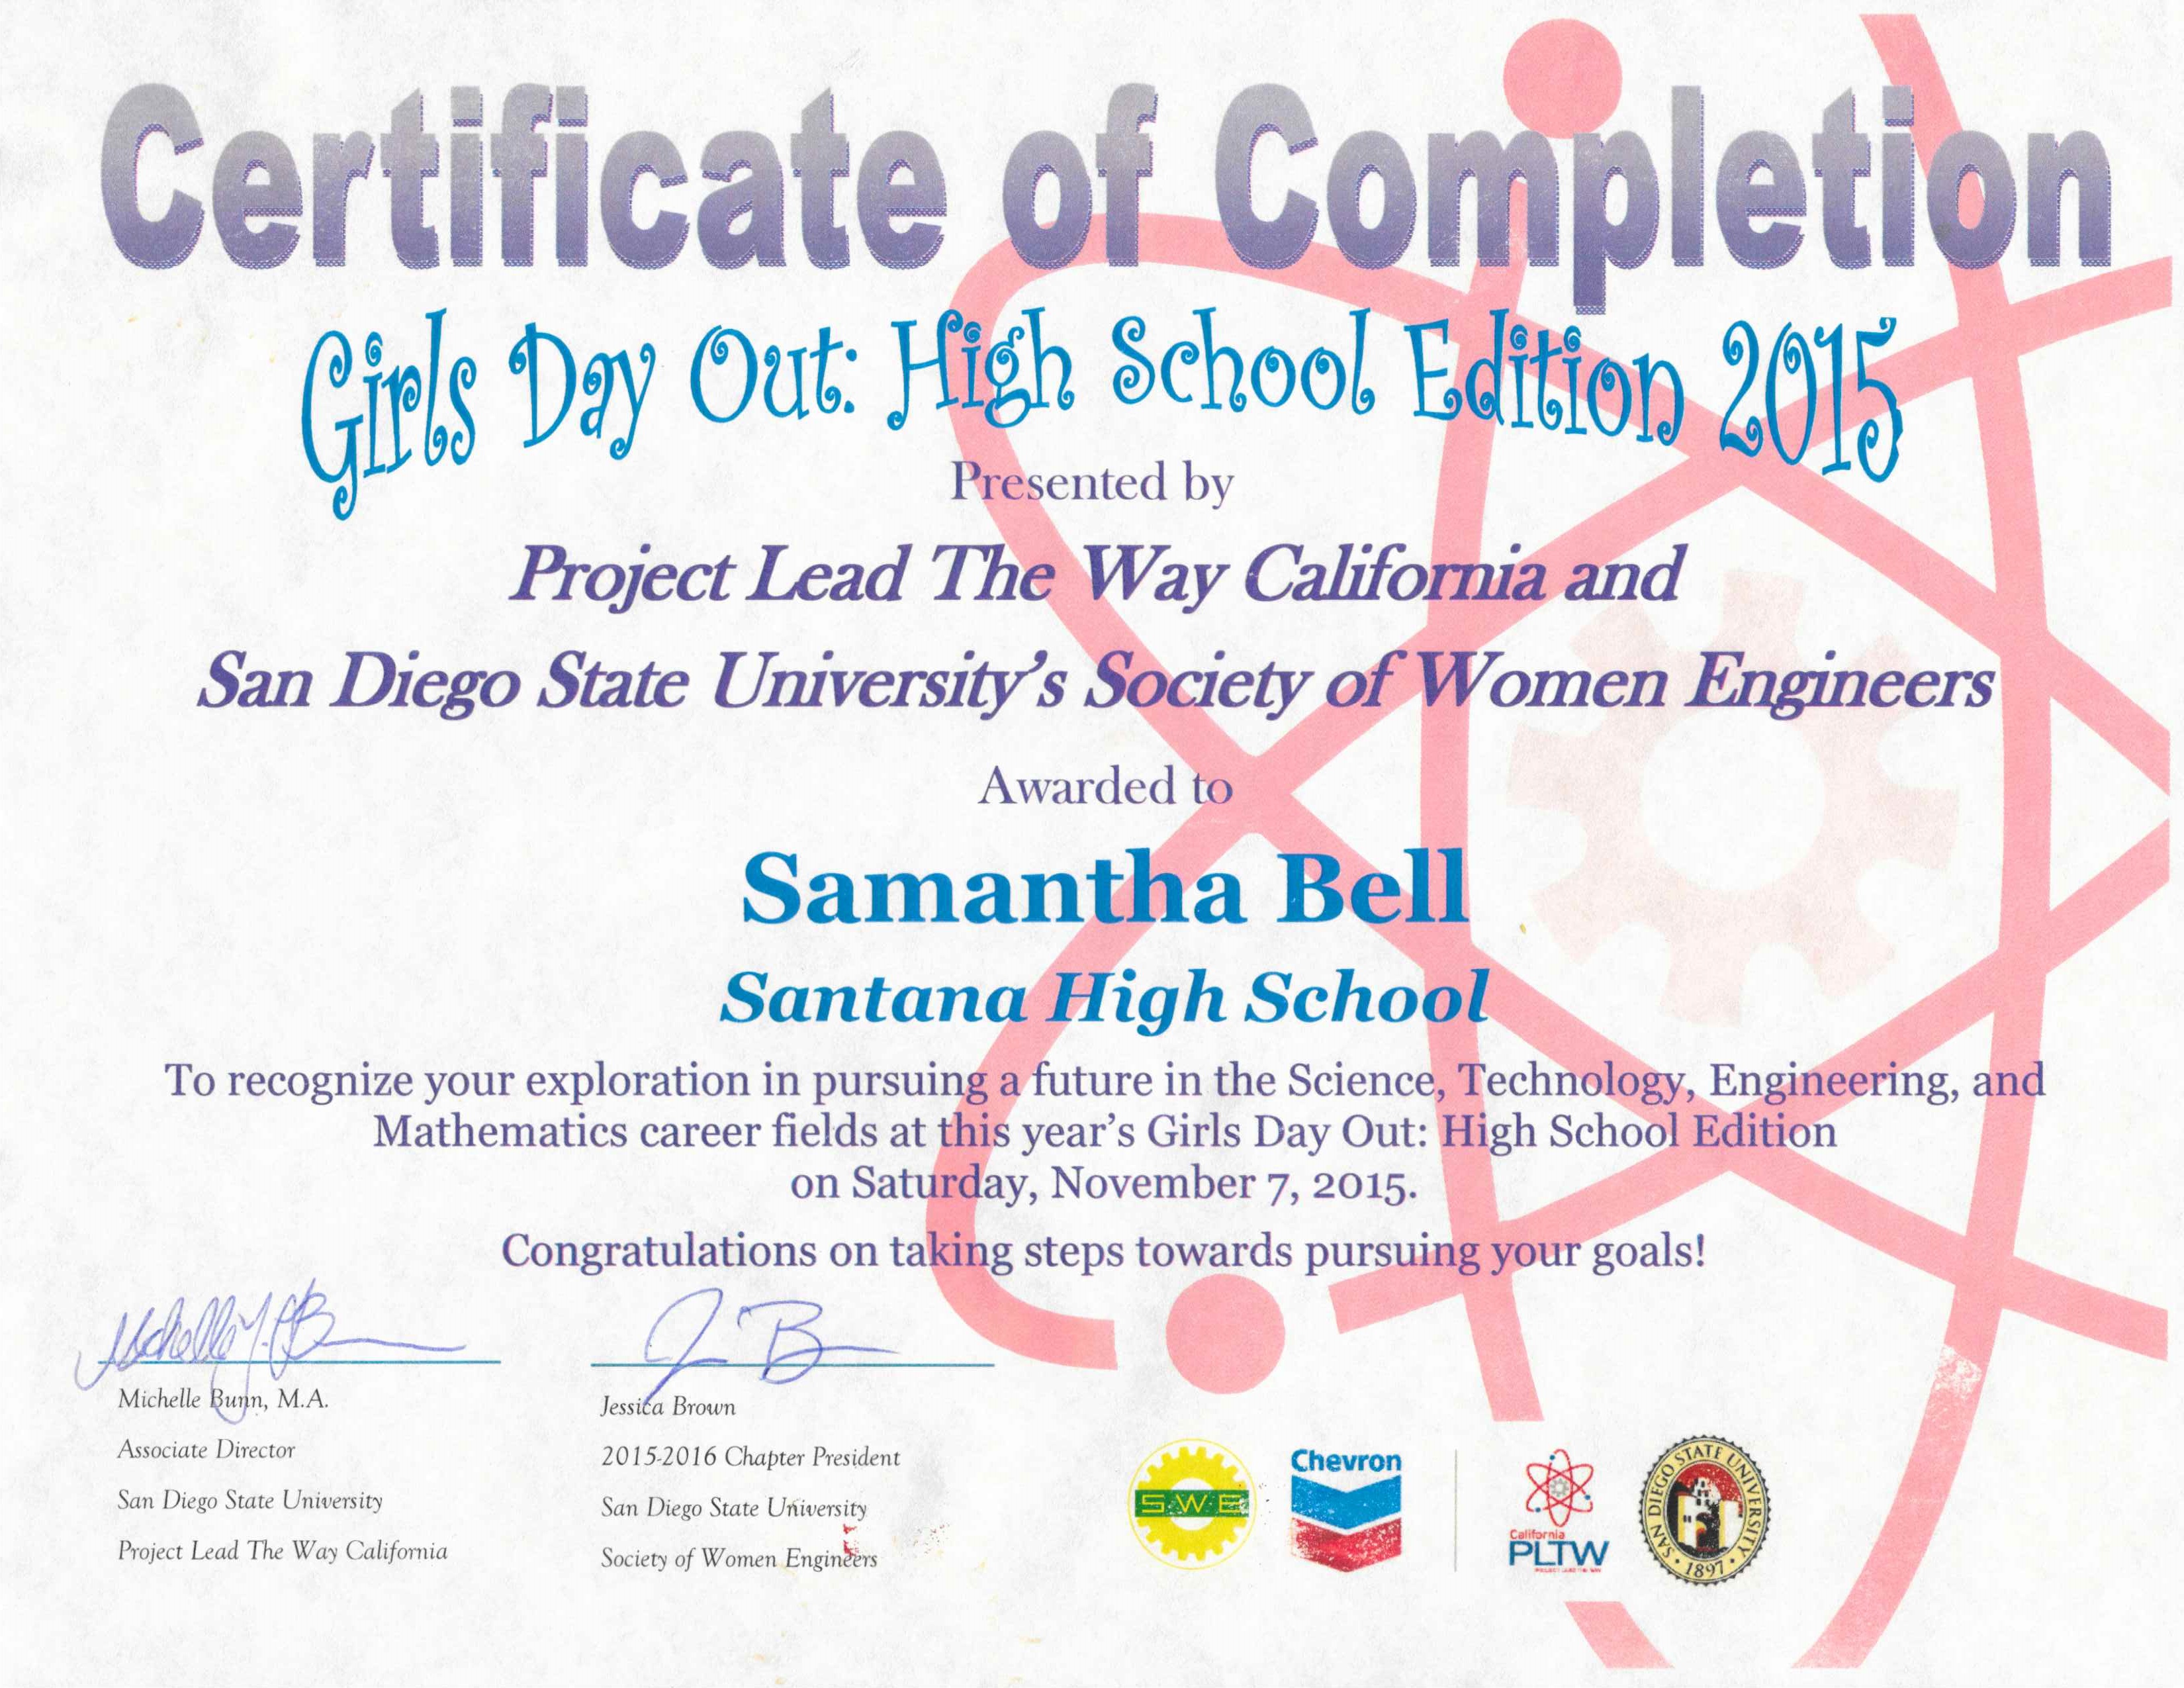 Certificate of Completion
Girls Day Out: High School Edition 2015
Presented by
Project Lead The Way California and
San Diego State University's Society of Women Engineers
Awarded to
Samantha Bell
Santana High School
To recognize your exploration in pursuing a future in the Science, Technology, Engineering, and
Mathematics career fields at this year's Girls Day Out: High School Edition
on Saturday, November 7, 2015.
Congratulations on taking steps towards pursuing your goals!
Michelle Bunn, M.A.
Associate Director
San Diego State University
Project Lead The Way California
Jessica Brown
2015-2016 Chapter President
San Diego State University
Society of Women Engineers
S·W·E
Chevron
California
PLTW
SAN DIEGO STATE UNIVERSITY
· 1897 ·